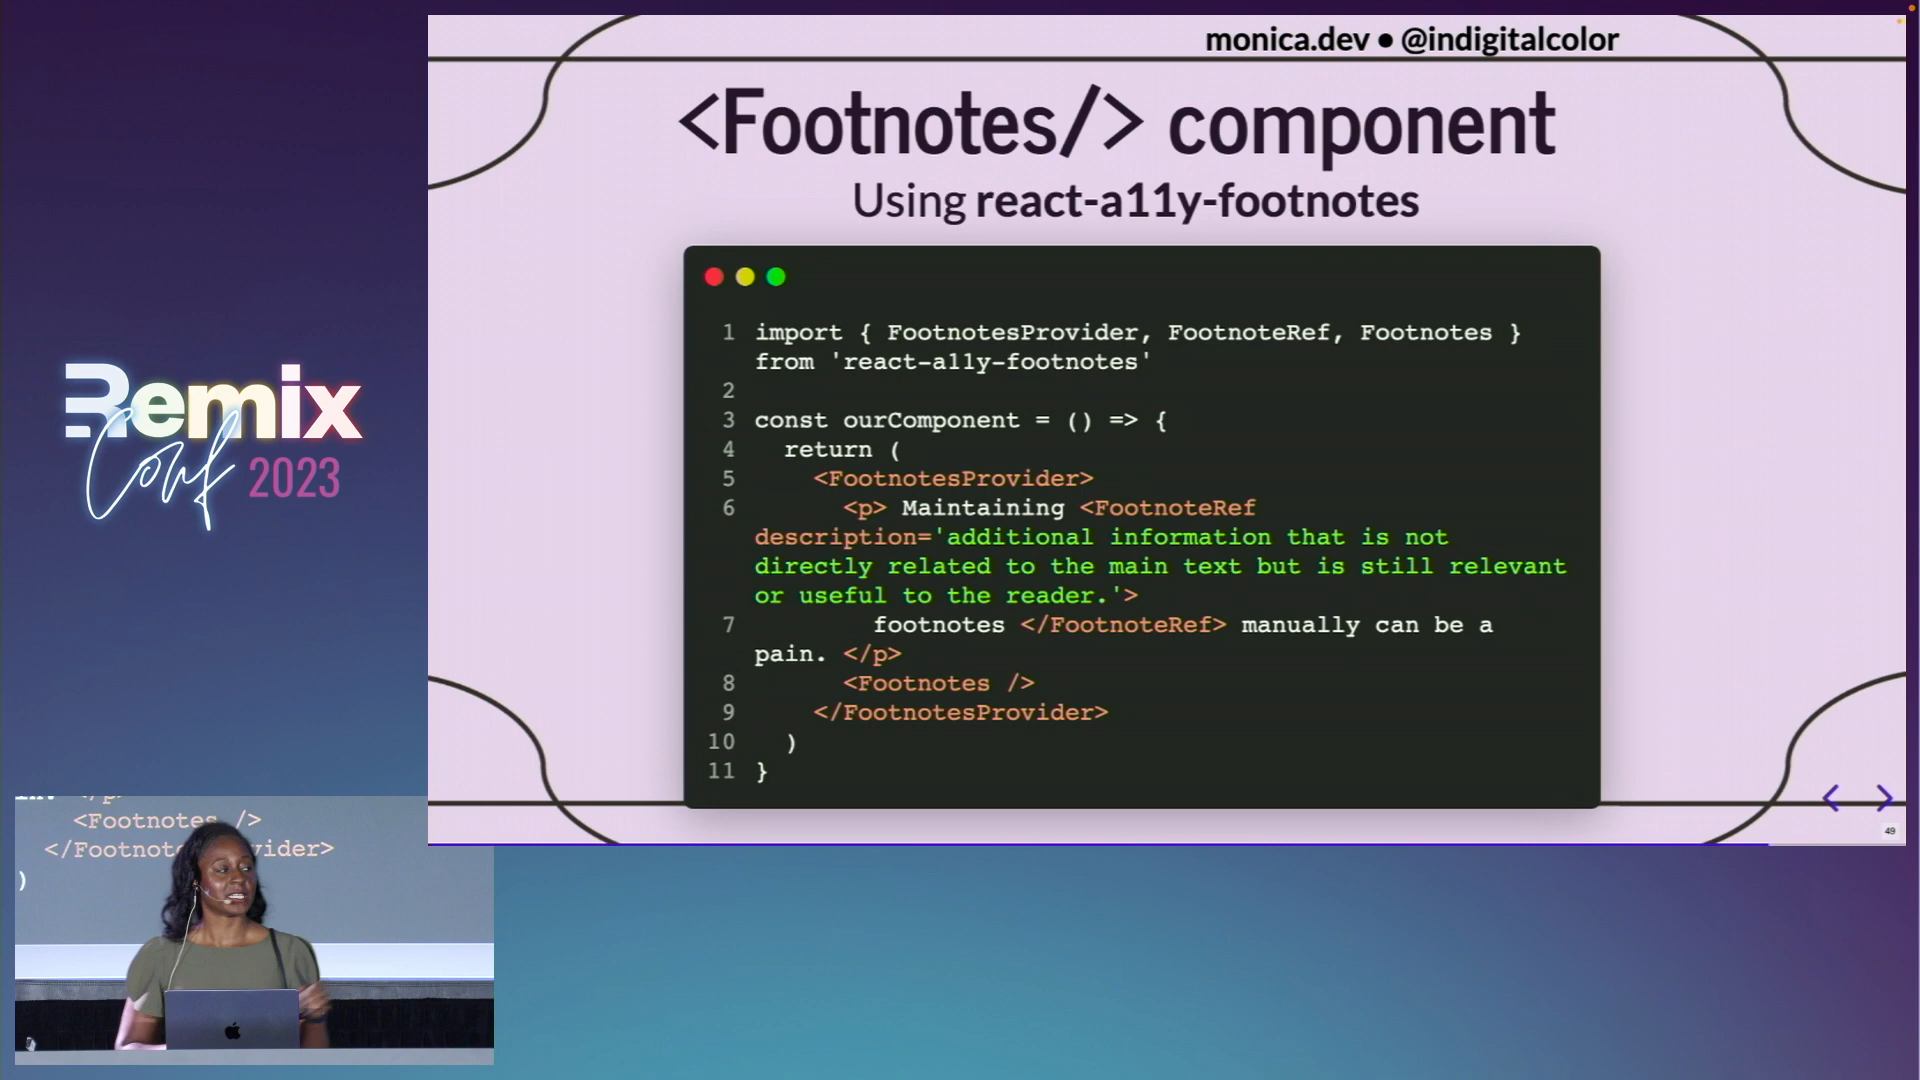 monica.dev • @indigitalcolor
<Footnotes/> component
Using react-a11y-footnotes
1 import { FootnotesProvider, FootnoteRef, Footnotes }
from 'react-a11y-footnotes'
2
3 const ourComponent = () => {
4 return (
5 <FootnotesProvider>
6 <p> Maintaining <FootnoteRef
description='additional information that is not
directly related to the main text but is still relevant
or useful to the reader.'>
7 footnotes </FootnoteRef> manually can be a
pain. </p>
8 <Footnotes />
9 </FootnotesProvider>
10 )
11 }
49
Remix
Conf 2023
<Footnotes />
</Footnot vider>
)